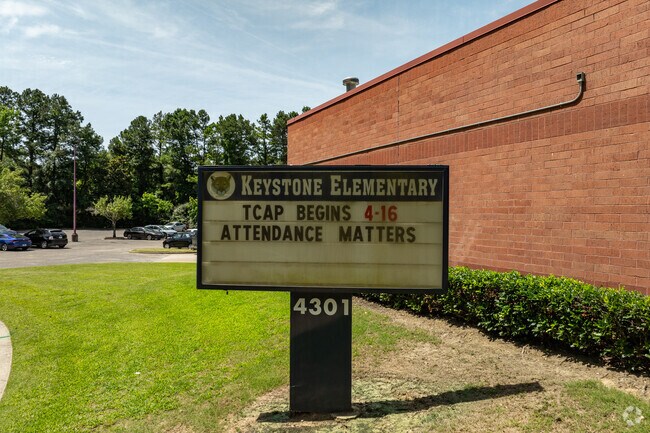 KEYSTONE ELEMENTARY
TCAP BEGINS 4-16
ATTENDANCE MATTERS
4301